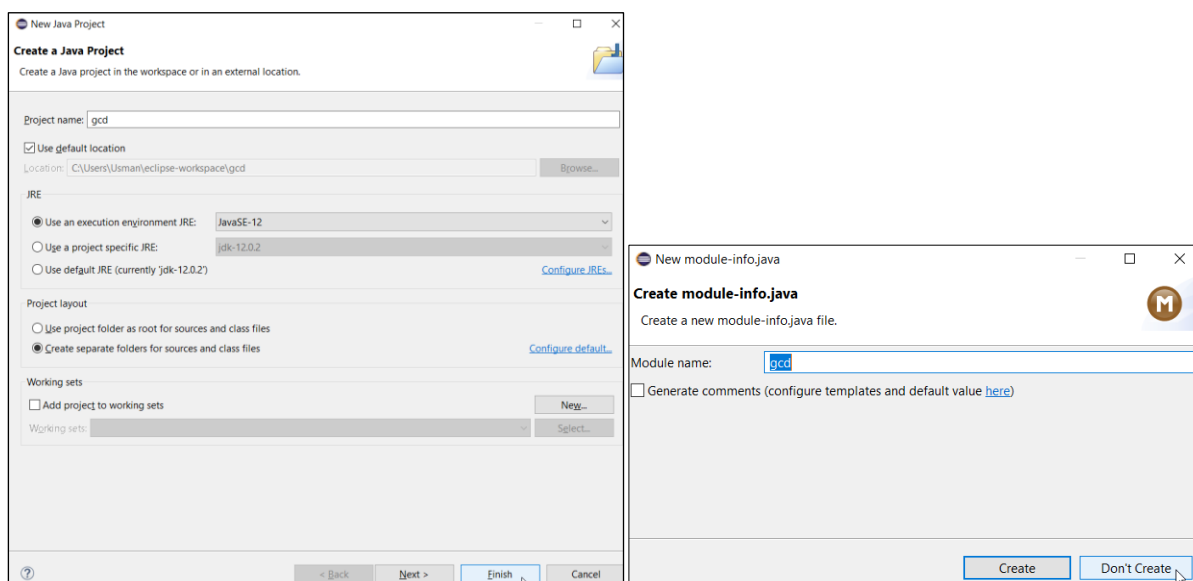 New Java Project
Create a Java Project
Create a Java project in the workspace or in an external location.
Project name: gcd
Use default location
Location: C:\Users\Usman\eclipse-workspace\gcd Browse...
JRE
Use an execution environment JRE: JavaSE-12
Use a project specific JRE: jdk-12.0.2
Use default JRE (currently 'jdk-12.0.2') Configure JREs...
Project layout
Use project folder as root for sources and class files
Create separate folders for sources and class files Configure default...
Working sets
Add project to working sets New...
Working sets: Select...
? < Back Next > Finish Cancel
New module-info.java
Create module-info.java
Create a new module-info.java file.
M
Module name: gcd
Generate comments (configure templates and default value here)
Create Don't Create